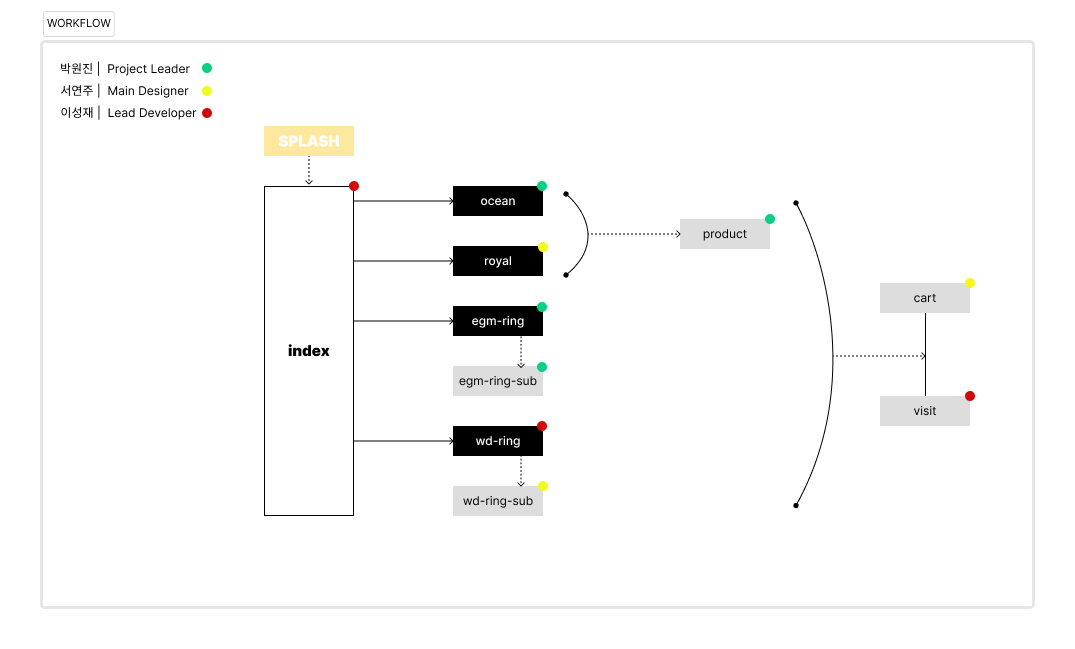 WORKFLOW
박원진 | Project Leader
서연주 | Main Designer
이성재 | Lead Developer
SPLASH
index
ocean
royal
egm-ring
egm-ring-sub
wd-ring
wd-ring-sub
product
cart
visit